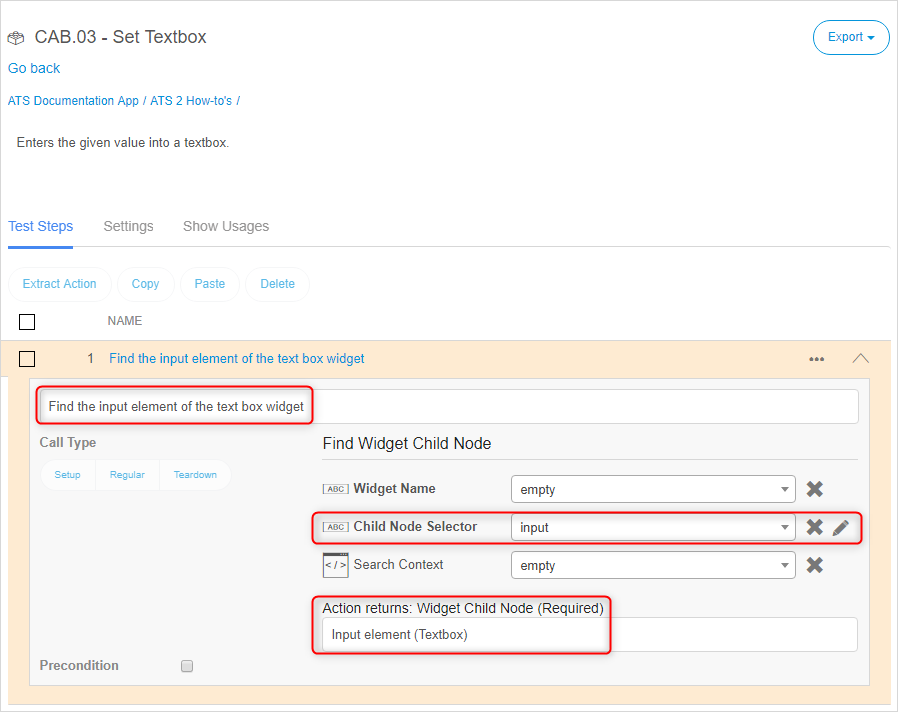 CAB.03 - Set Textbox
Export
Go back
ATS Documentation App / ATS 2 How-to's /
Enters the given value into a textbox.
Test Steps Settings Show Usages
Extract Action Copy Paste Delete
NAME
1 Find the input element of the text box widget
Find the input element of the text box widget
Call Type
Find Widget Child Node
Setup Regular Teardown
ABC Widget Name empty
ABC Child Node Selector input
</> Search Context empty
Action returns: Widget Child Node (Required)
Input element (Textbox)
Precondition